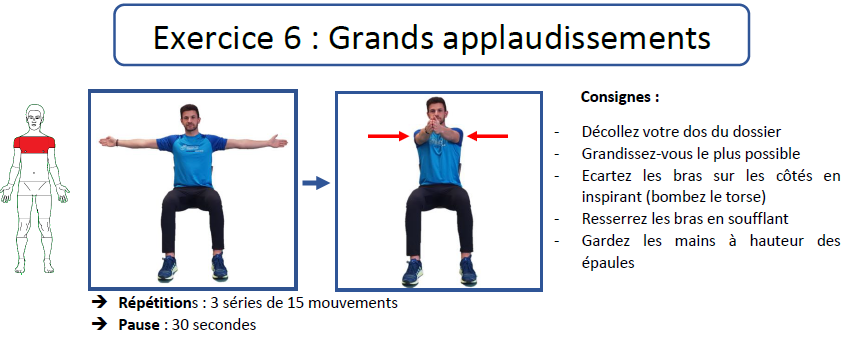 Exercice 6 : Grands applaudissements
Consignes :
- Décollez votre dos du dossier
- Grandissez-vous le plus possible
- Ecartez les bras sur les côtés en
inspirant (bombez le torse)
- Resserrez les bras en soufflant
- Gardez les mains à hauteur des
épaules
➔ Répétitions : 3 séries de 15 mouvements
➔ Pause : 30 secondes